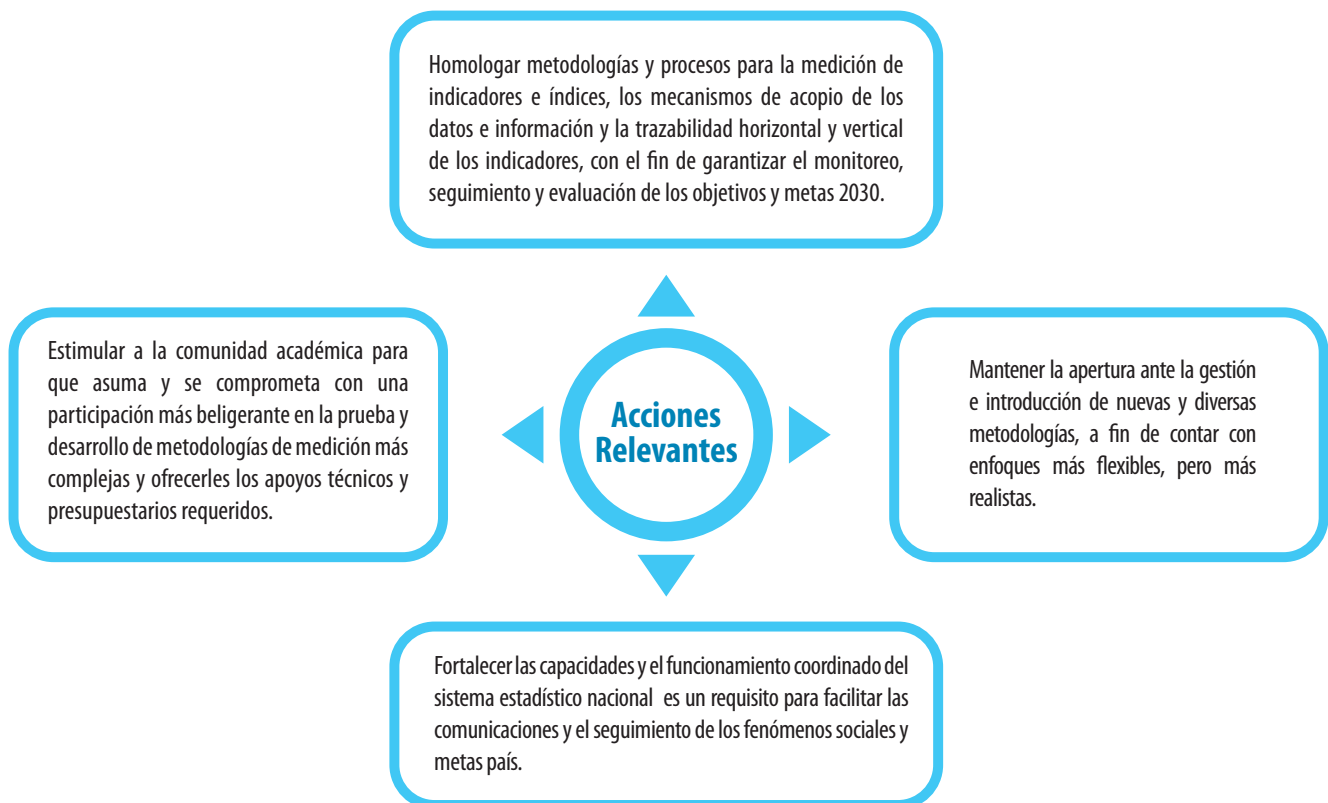 Homologar metodologías y procesos para la medición de
indicadores e índices, los mecanismos de acopio de los
datos e información y la trazabilidad horizontal y vertical
de los indicadores, con el fin de garantizar el monitoreo,
seguimiento y evaluación de los objetivos y metas 2030.
Estimular a la comunidad académica para
que asuma y se comprometa con una
participación más beligerante en la prueba y
desarrollo de metodologías de medición más
complejas y ofrecerles los apoyos técnicos y
presupuestarios requeridos.
Acciones
Relevantes
Mantener la apertura ante la gestión
e introducción de nuevas y diversas
metodologías, a fin de contar con
enfoques más flexibles, pero más
realistas.
Fortalecer las capacidades y el funcionamiento coordinado del
sistema estadístico nacional es un requisito para facilitar las
comunicaciones y el seguimiento de los fenómenos sociales y
metas país.